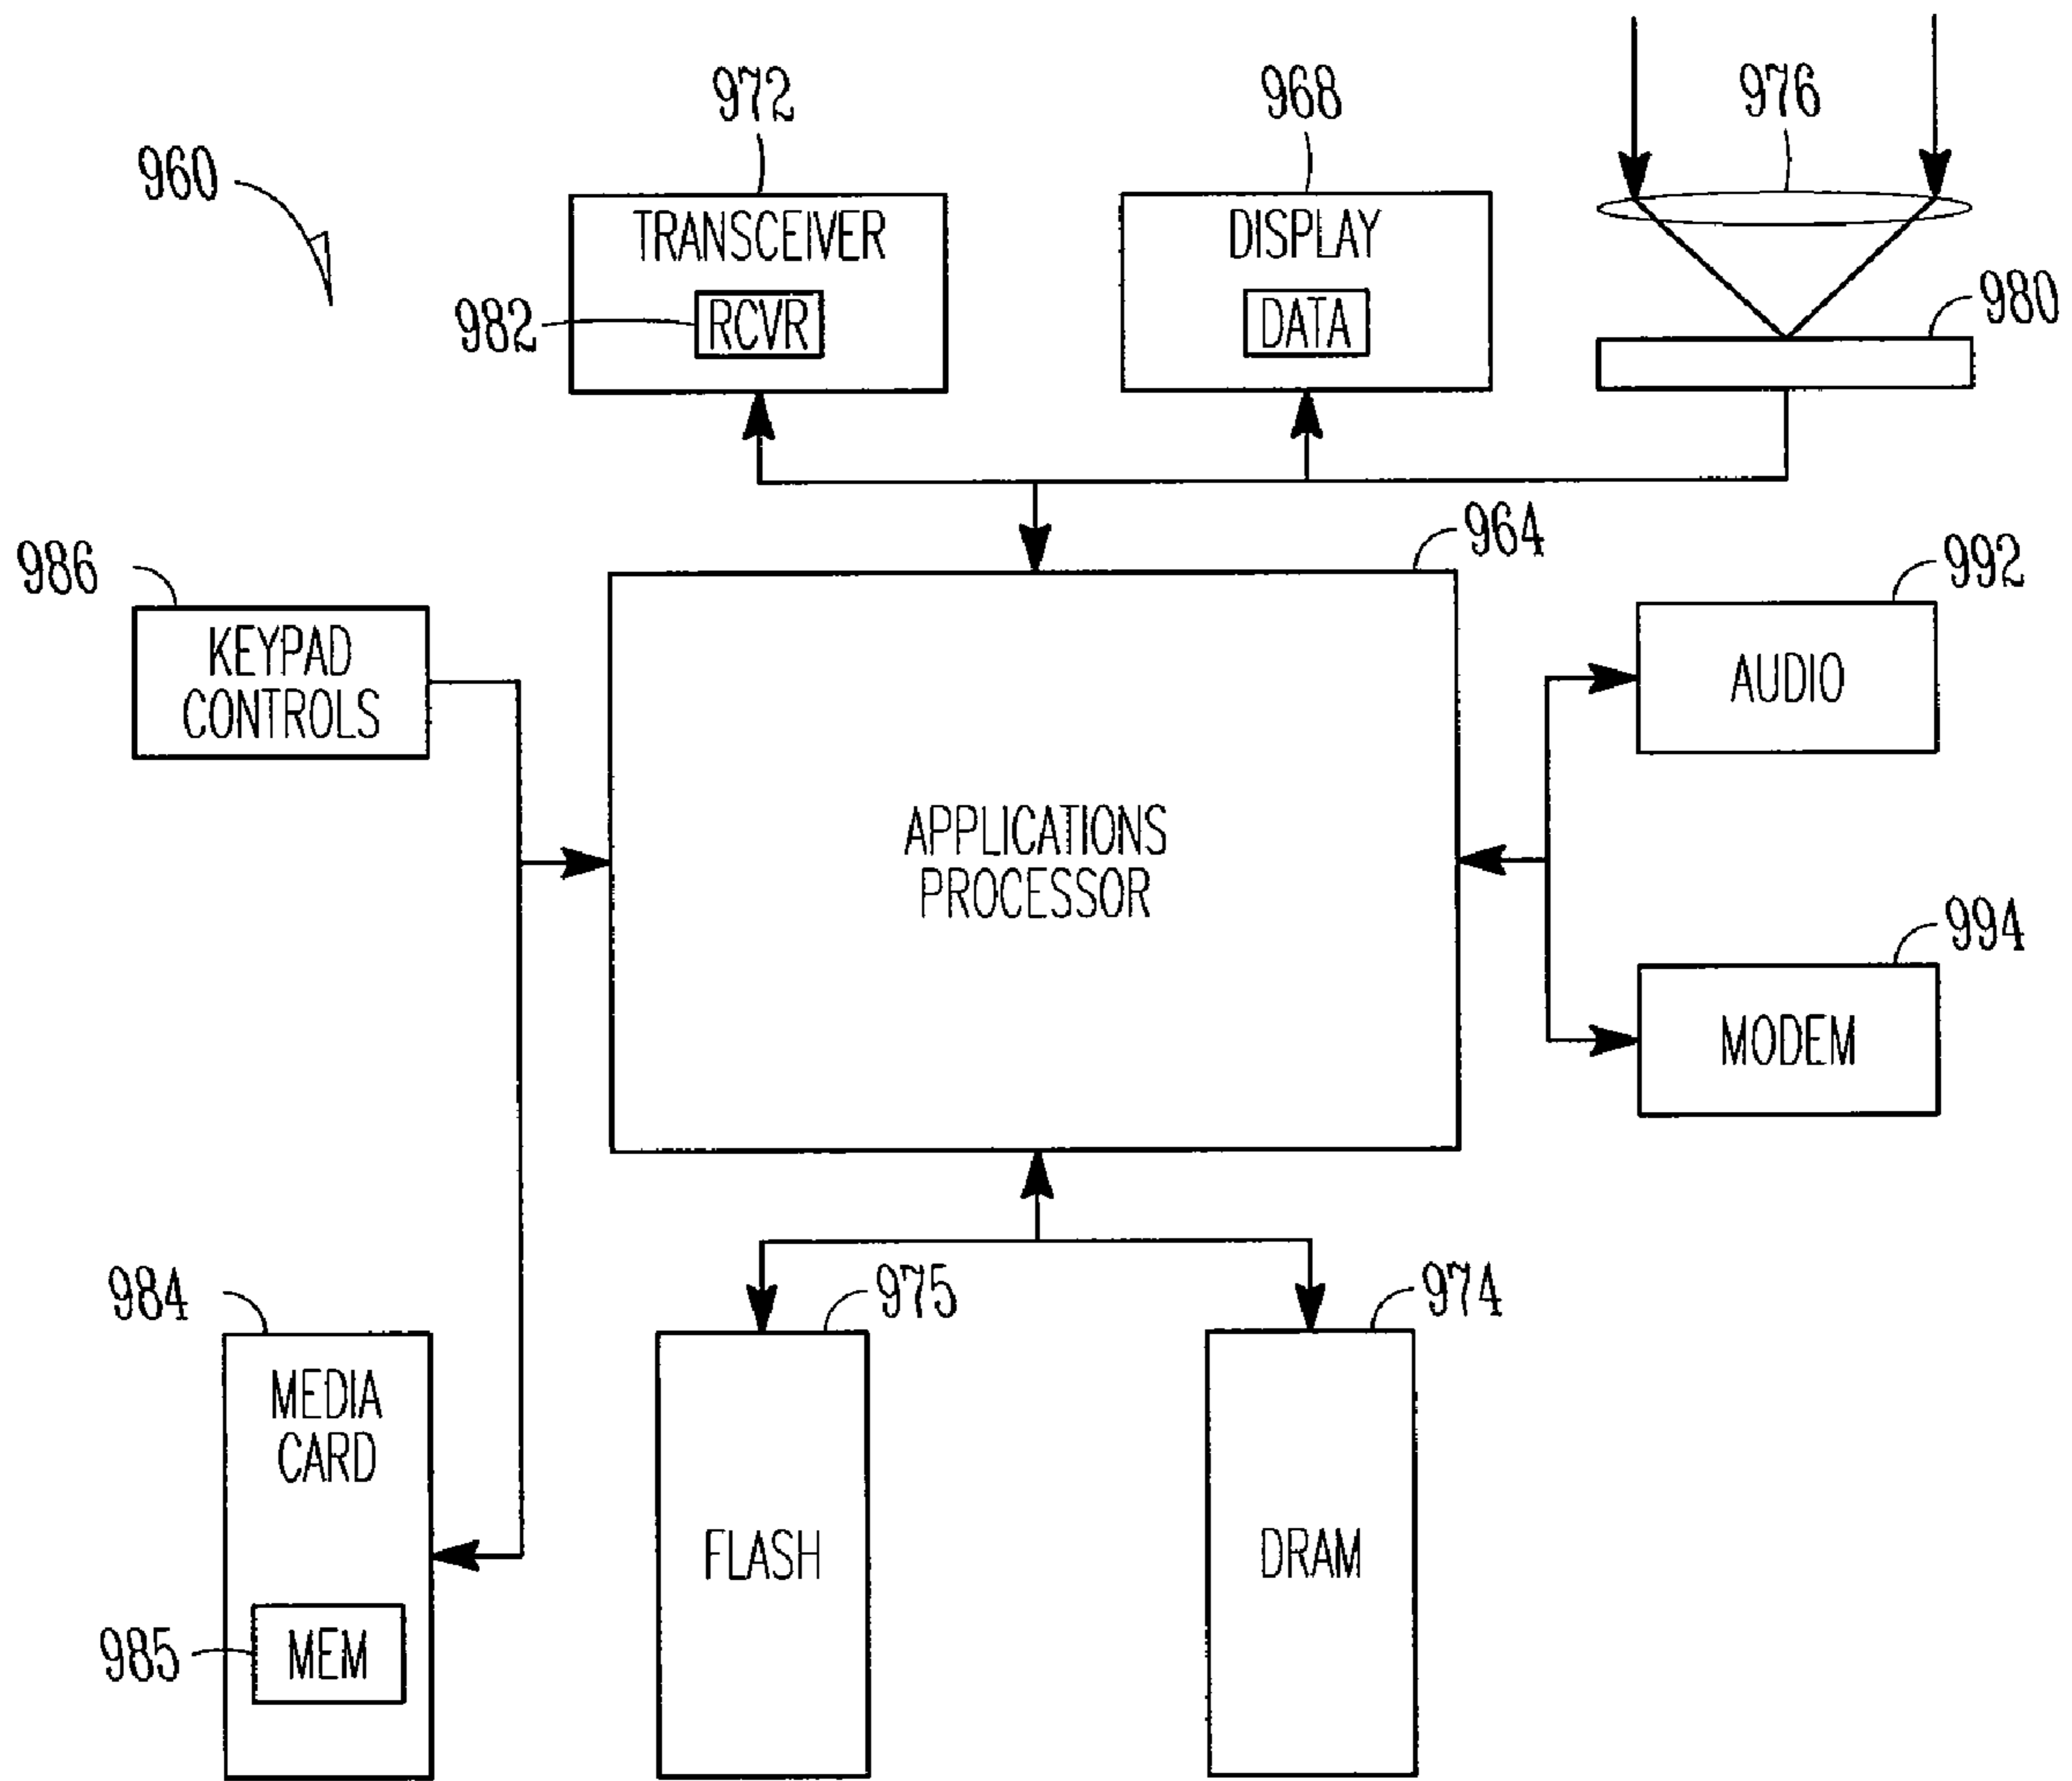 972
968
976
960
TRANSCEIVER
DISPLAY
982
RCVR
DATA
980
964
986
992
KEYPAD
CONTROLS
AUDIO
APPLICATIONS
PROCESSOR
994
MODEM
984
975
974
MEDIA
CARD
FLASH
DRAM
985
MEM